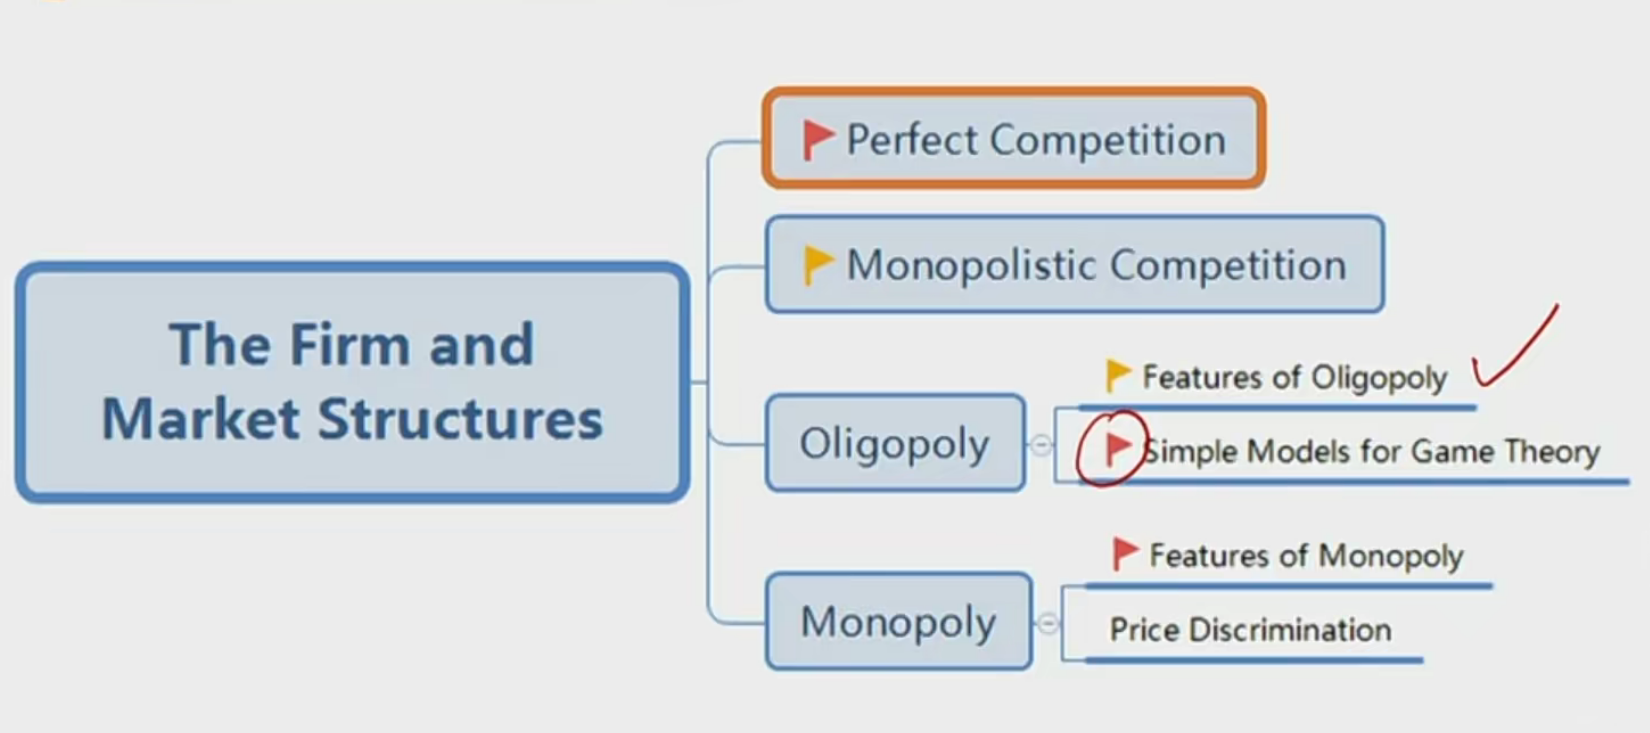 The Firm and
Market Structures
Perfect Competition
Monopolistic Competition
Oligopoly
Features of Oligopoly
Simple Models for Game Theory
Monopoly
Features of Monopoly
Price Discrimination